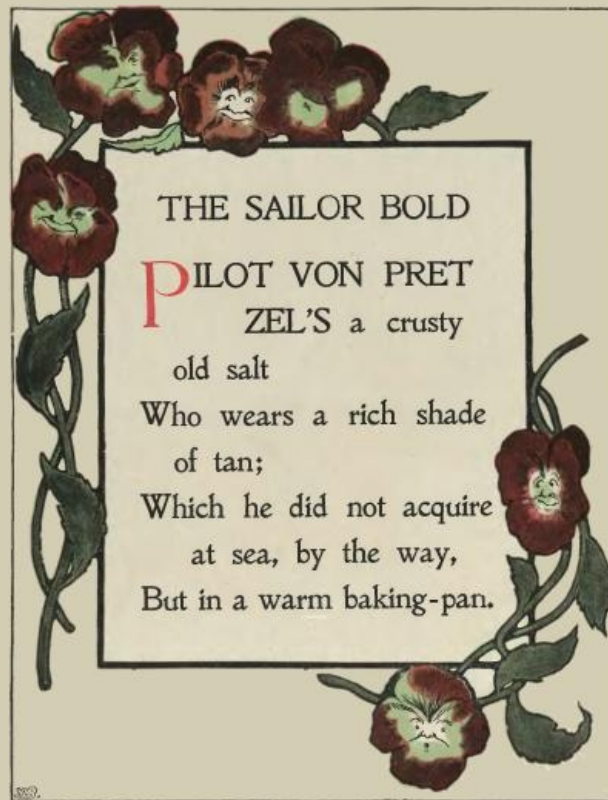 THE SAILOR BOLD
PILOT VON PRET
ZEL'S a crusty
old salt
Who wears a rich shade
of tan;
Which he did not acquire
at sea, by the way,
But in a warm baking-pan.